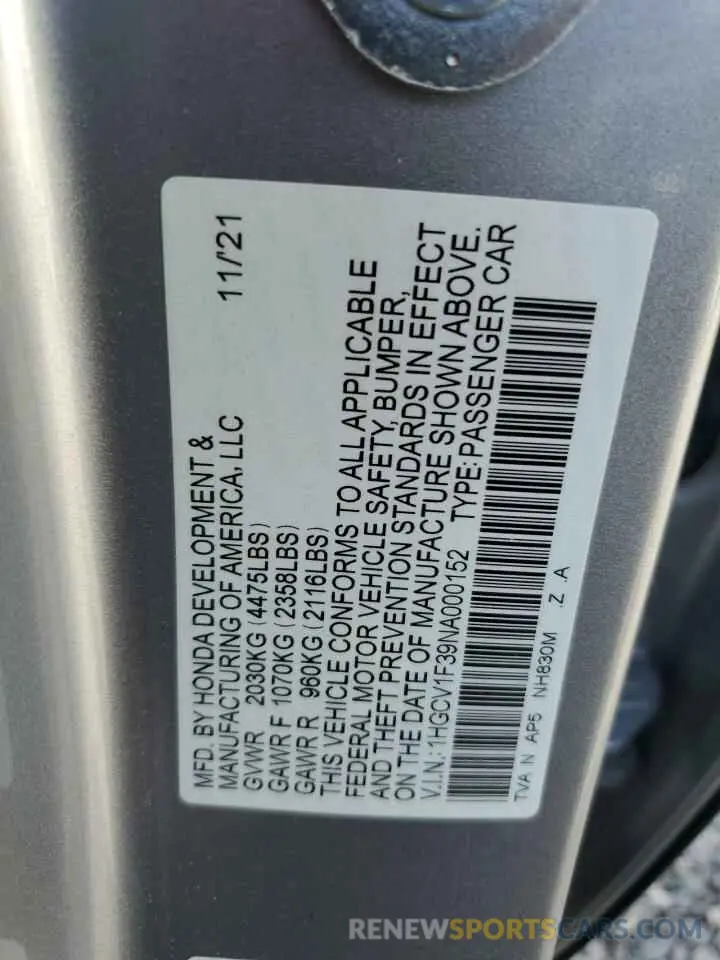 MFD. BY HONDA DEVELOPMENT &
MANUFACTURING OF AMERICA, LLC 11/'21
GVWR 2030KG (4475LBS)
GAWR F 1070KG (2358LBS)
GAWR R 960KG (2116LBS)
THIS VEHICLE CONFORMS TO ALL APPLICABLE
FEDERAL MOTOR VEHICLE SAFETY, BUMPER,
AND THEFT PREVENTION STANDARDS IN EFFECT
ON THE DATE OF MANUFACTURE SHOWN ABOVE.
V.I.N.:1HGCV1F39NA000152 TYPE:PASSENGER CAR
TVA N AP5 NH830M .Z .A
RENEWSPORTSCARS.COM